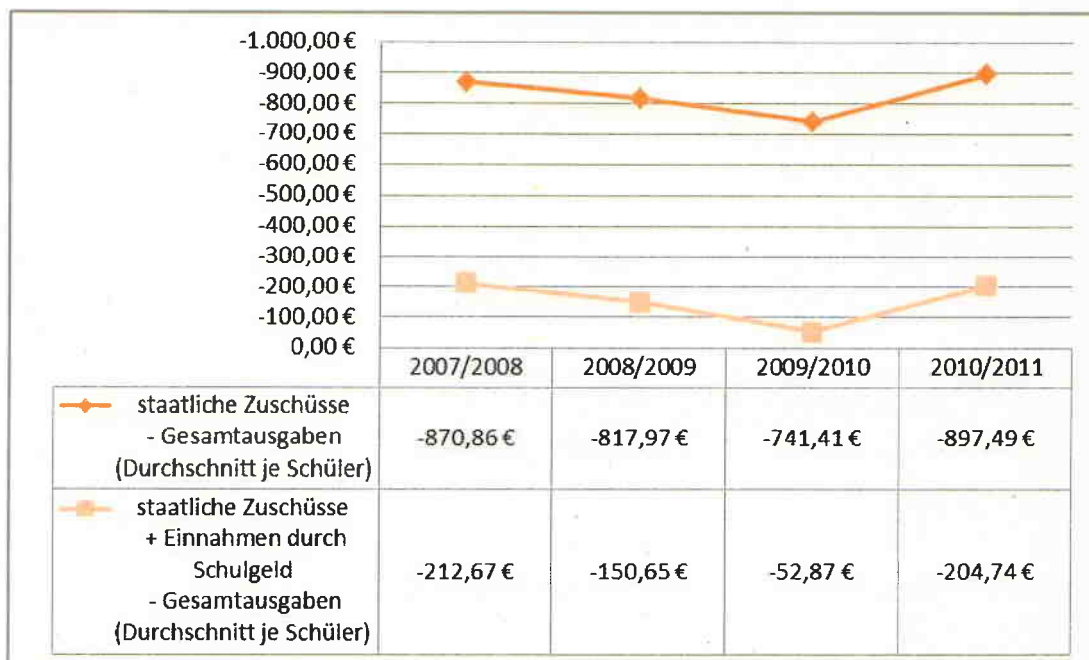 -1.000,00 €
-900,00 €
-800,00 €
-700,00 €
-600,00 €
-500,00 €
-400,00 €
-300,00 €
-200,00 €
-100,00 €
0,00 €
2007/2008 2008/2009 2009/2010 2010/2011
staatliche Zuschüsse
- Gesamtausgaben
(Durchschnitt je Schüler)
-870,86 € -817,97 € -741,41 € -897,49 €
staatliche Zuschüsse
+ Einnahmen durch
Schulgeld
- Gesamtausgaben
(Durchschnitt je Schüler)
-212,67 € -150,65 € -52,87 € -204,74 €